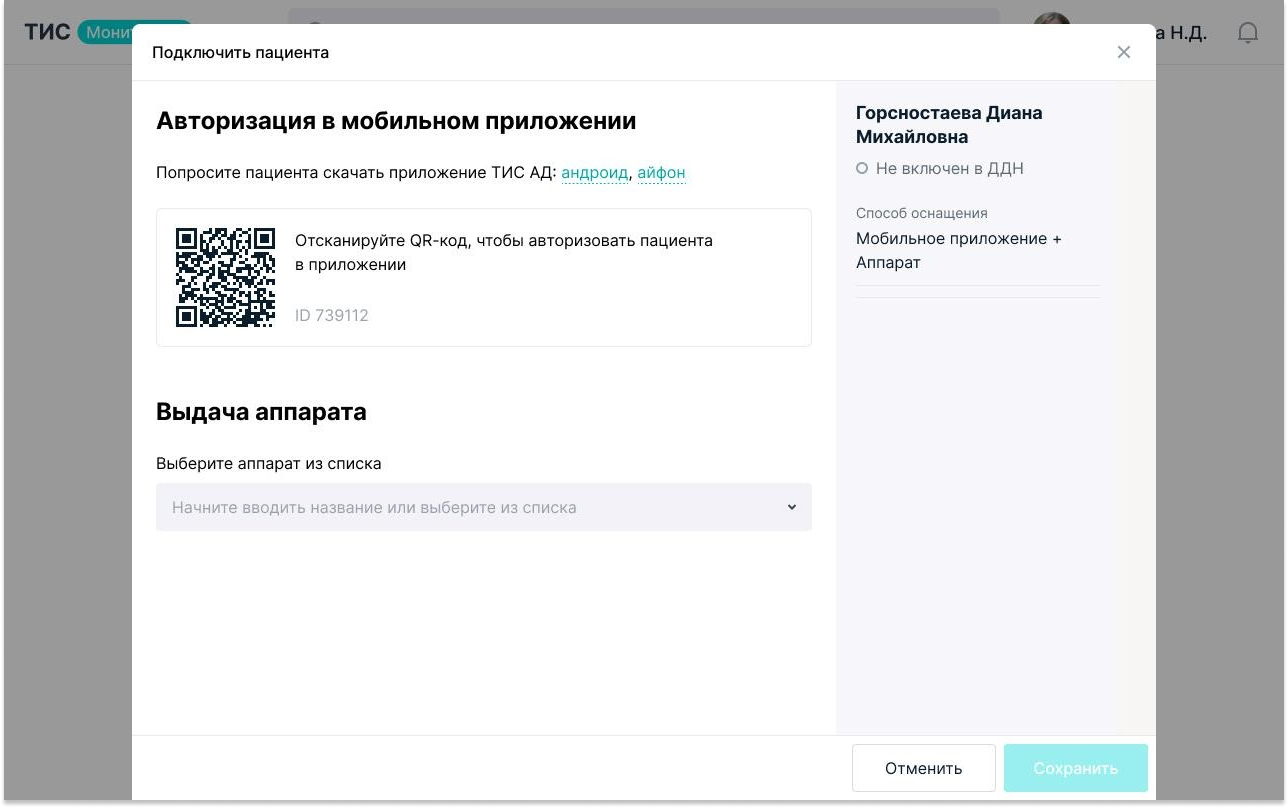 ТИС
а Н.Д.
Подключить пациента
Авторизация в мобильном приложении
Попросите пациента скачать приложение ТИС АД: андроид, айфон
Отсканируйте QR-код, чтобы авторизовать пациента
в приложении
ID 739112
Выдача аппарата
Выберите аппарат из списка
Начните вводить название или выберите из списка
Горсностаева Диана
Михайловна
Не включен в ДДН
Способ оснащения
Мобильное приложение +
Аппарат
Отменить
Сохранить